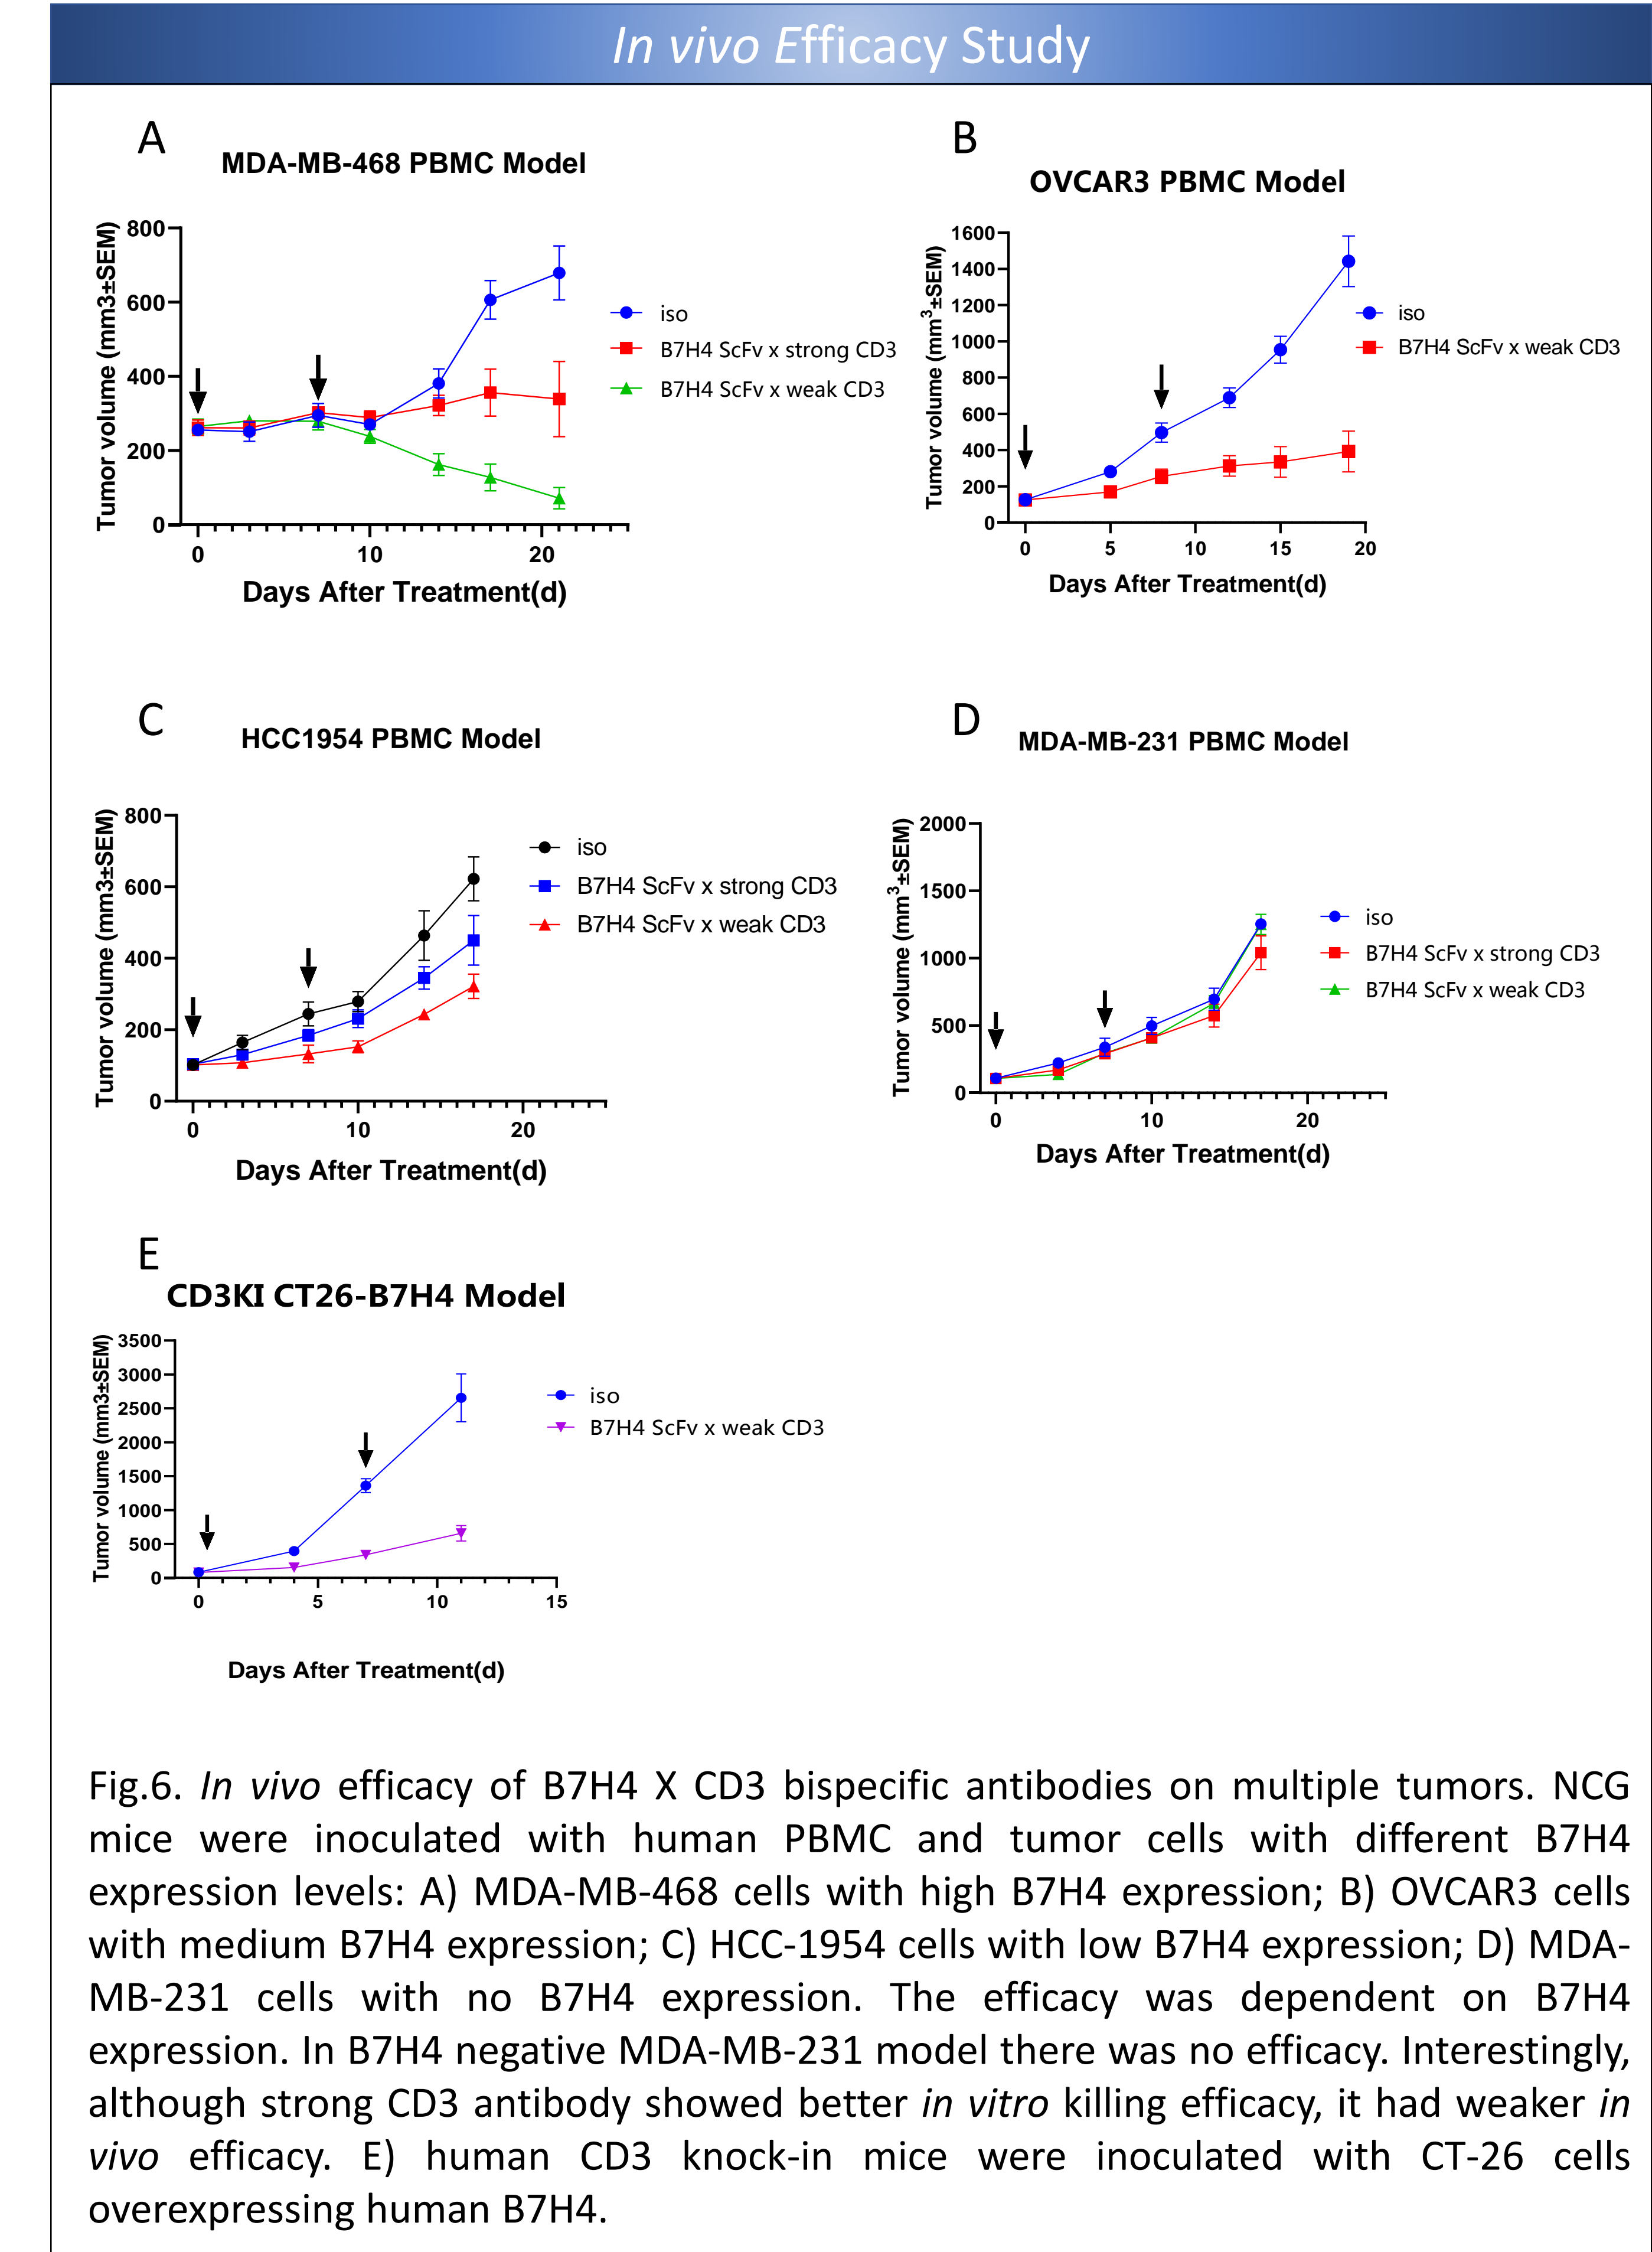 In vivo Efficacy Study
A
MDA-MB-468 PBMC Model
Tumor volume (mm3±SEM)
800
600
400
200
0
0
10
20
Days After Treatment(d)
iso
B7H4 ScFv x strong CD3
B7H4 ScFv x weak CD3
B
OVCAR3 PBMC Model
Tumor volume (mm³±SEM)
1600
1400
1200
1000
800
600
400
200
0
0
5
10
15
20
Days After Treatment(d)
iso
B7H4 ScFv x weak CD3
C
HCC1954 PBMC Model
Tumor volume (mm3±SEM)
800
600
400
200
0
0
10
20
Days After Treatment(d)
iso
B7H4 ScFv x strong CD3
B7H4 ScFv x weak CD3
D
MDA-MB-231 PBMC Model
Tumor volume (mm³±SEM)
2000
1500
1000
500
0
0
10
20
Days After Treatment(d)
iso
B7H4 ScFv x strong CD3
B7H4 ScFv x weak CD3
E
CD3KI CT26-B7H4 Model
Tumor volume (mm3±SEM)
3500
3000
2500
2000
1500
1000
500
0
0
5
10
15
Days After Treatment(d)
iso
B7H4 ScFv x weak CD3
Fig.6. In vivo efficacy of B7H4 X CD3 bispecific antibodies on multiple tumors. NCG
mice were inoculated with human PBMC and tumor cells with different B7H4
expression levels: A) MDA-MB-468 cells with high B7H4 expression; B) OVCAR3 cells
with medium B7H4 expression; C) HCC-1954 cells with low B7H4 expression; D) MDA-
MB-231 cells with no B7H4 expression. The efficacy was dependent on B7H4
expression. In B7H4 negative MDA-MB-231 model there was no efficacy. Interestingly,
although strong CD3 antibody showed better in vitro killing efficacy, it had weaker in
vivo efficacy. E) human CD3 knock-in mice were inoculated with CT-26 cells
overexpressing human B7H4.